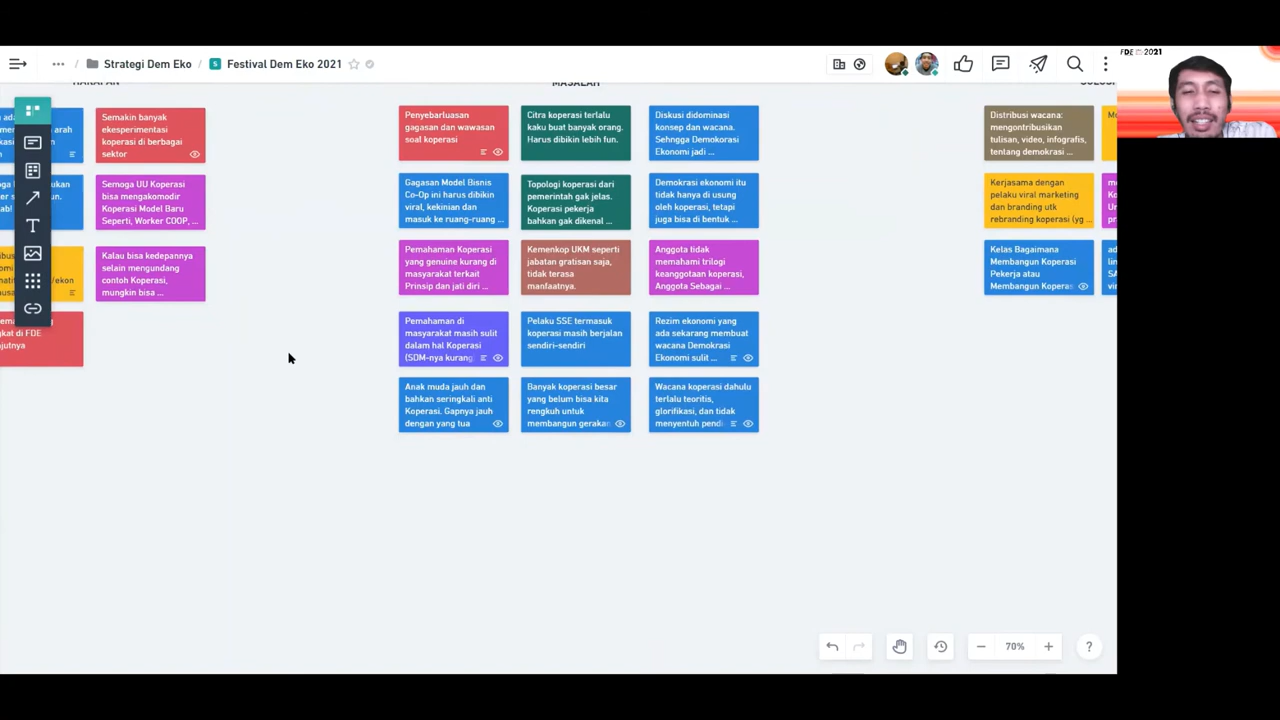 FDE 2021
Strategi Dem Eko / Festival Dem Eko 2021
HARAPAN
MASALAH
Semakin banyak
eksperimentasi
koperasi di berbagai
sektor
Semoga UU Koperasi
bisa mengakomodir
Koperasi Model Baru
Seperti, Worker COOP, ...
Kalau bisa kedepannya
selain mengundang
contoh Koperasi,
mungkin bisa ...
arah
kat di FDE
Penyebarluasan
gagasan dan wawasan
soal koperasi
Citra koperasi terlalu
kaku buat banyak orang.
Harus dibikin lebih fun.
Diskusi didominasi
konsep dan wacana.
Sehngga Demokorasi
Ekonomi jadi ...
Gagasan Model Bisnis
Co-Op ini harus dibikin
viral, kekinian dan
masuk ke ruang-ruang ...
Topologi koperasi dari
pemerintah gak jelas.
Koperasi pekerja
bahkan gak dikenal ...
Demokrasi ekonomi itu
tidak hanya di usung
oleh koperasi, tetapi
juga bisa di bentuk ...
Pemahaman Koperasi
yang genuine kurang di
masyarakat terkait
Prinsip dan jati diri ...
Kemenkop UKM seperti
jabatan gratisan saja,
tidak terasa
manfaatnya.
Anggota tidak
memahami trilogi
keanggotaan koperasi,
Anggota Sebagai ...
Pemahaman di
masyarakat masih sulit
dalam hal Koperasi
(SDM-nya kurang
Pelaku SSE termasuk
koperasi masih berjalan
sendiri-sendiri
Rezim ekonomi yang
ada sekarang membuat
wacana Demokrasi
Ekonomi sulit ...
Anak muda jauh dan
bahkan seringkali anti
Koperasi. Gapnya jauh
dengan yang tua
Banyak koperasi besar
yang belum bisa kita
rengkuh untuk
membangun gerakan
Wacana koperasi dahulu
terlalu teoritis,
glorifikasi, dan tidak
menyentuh pendi
Distribusi wacana:
mengontribusikan
tulisan, video, infografis,
tentang demokrasi ...
Kerjasama dengan
pelaku viral marketing
dan branding utk
rebranding koperasi (yg ...
Kelas Bagaimana
Membangun Koperasi
Pekerja atau
Membangun Koperas
70%